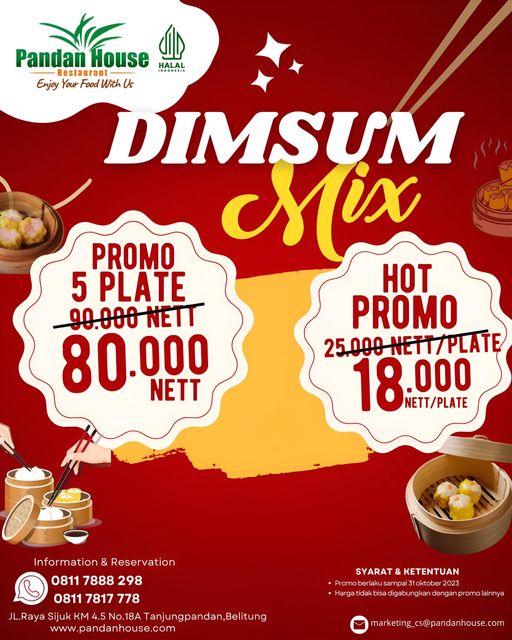 Pandan House
Restaurant
Enjoy Your Food With Us
HALAL
INDONESIA
DIMSUM
Mix
PROMO
5 PLATE
90.000 NETT
80.000
NETT
HOT
PROMO
25.000 NETT/PLATE
18.000
NETT/PLATE
Information & Reservation
0811 7888 298
0811 7817 778
JL.Raya Sijuk KM 4.5 No.18A Tanjungpandan,Belitung
www.pandanhouse.com
SYARAT & KETENTUAN
• Promo berlaku sampai 31 oktober 2023
• Harga tidak bisa digabungkan dengan promo lainnya
marketing_cs@pandanhouse.com